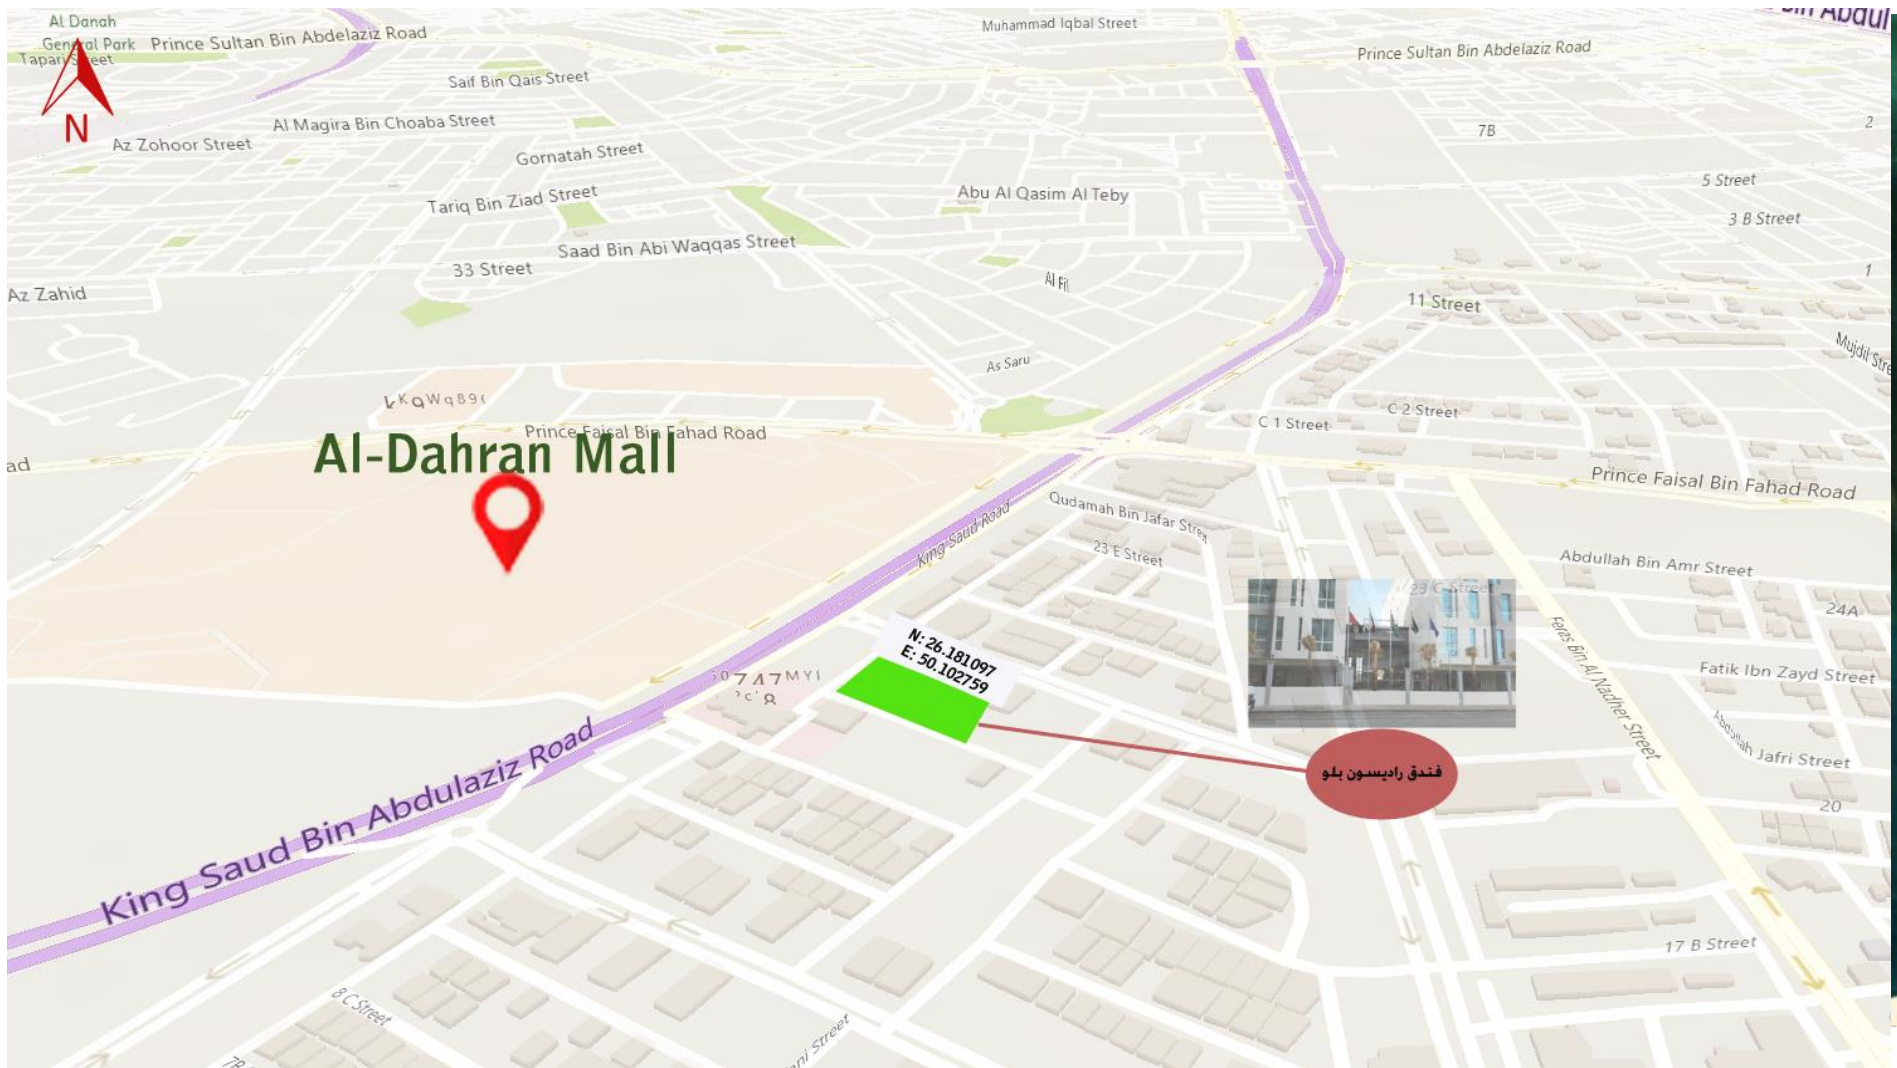 Al Danah
General Park
Prince Sultan Bin Abdelaziz Road
Muhammad Iqbal Street
Prince Sultan Bin Abdelaziz Road
Saif Bin Qais Street
N
Al Magira Bin Choaba Street
Az Zohoor Street
Gornatah Street
7B
2
Tariq Bin Ziad Street
Abu Al Qasim Al Teby
5 Street
3 B Street
Saad Bin Abi Waqqas Street
33 Street
Az Zahid
Al Fil
1
11 Street
As Saru
C 2 Street
C 1 Street
Prince Faisal Bin Fahad Road
Al-Dahran Mall
ad
Prince Faisal Bin Fahad Road
Qudamah Bin Jafar
King Saud Road
23 E Street
Abdullah Bin Amr Street
23 C Street
24A
N: 26.181097
E: 50.102759
Feras Bin Al Nadher Street
Fatik Ibn Zayd Street
Abdullah Jafri Street
فندق راديسون بلو
20
King Saud Bin Abdulaziz Road
17 B Street
8 C Street
Street